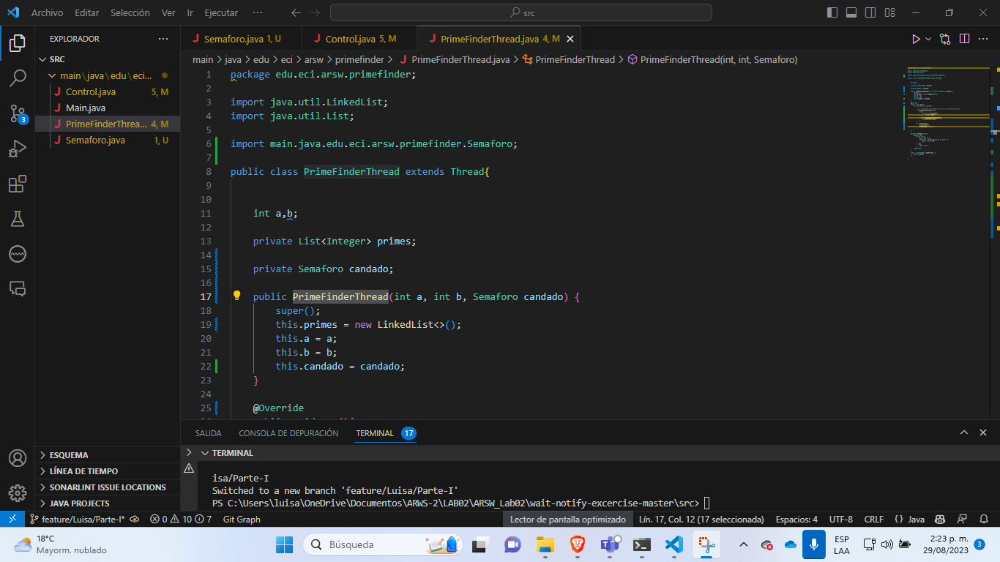 Archivo Editar Selección Ver Ir Ejecutar ··· src
EXPLORADOR ···
SRC
main\java\edu\eci...
Control.java 5, M
Main.java
PrimeFinderThrea... 4, M
Semaforo.java 1, U
3
ESQUEMA
LÍNEA DE TIEMPO
SONARLINT ISSUE LOCATIONS
JAVA PROJECTS
Semaforo.java 1, U Control.java 5, M PrimeFinderThread.java 4, M
main > java > edu > eci > arsw > primefinder > PrimeFinderThread.java > PrimeFinderThread > PrimeFinderThread(int, int, Semaforo)
1 package edu.eci.arsw.primefinder;
2
3 import java.util.LinkedList;
4 import java.util.List;
5
6 import main.java.edu.eci.arsw.primefinder.Semaforo;
7
8 public class PrimeFinderThread extends Thread{
9
10
11 int a,b;
12
13 private List<Integer> primes;
14
15 private Semaforo candado;
16
17 public PrimeFinderThread(int a, int b, Semaforo candado) {
18 super();
19 this.primes = new LinkedList<>();
20 this.a = a;
21 this.b = b;
22 this.candado = candado;
23 }
24
25 @Override
SALIDA CONSOLA DE DEPURACIÓN TERMINAL 17
TERMINAL
isa/Parte-I
Switched to a new branch 'feature/Luisa/Parte-I'
PS C:\Users\luisa\OneDrive\Documentos\ARWS-2\LAB02\ARSW_Lab02\wait-notify-excercise-master\src>
feature/Luisa/Parte-I* 0 10 7 Git Graph Lector de pantalla optimizado Lín. 17, Col. 12 (17 seleccionada) Espacios: 4 UTF-8 CRLF {} Java
18°C
Mayorm. nublado
Búsqueda
ESP
LAA
2:23 p. m.
29/08/2023
3